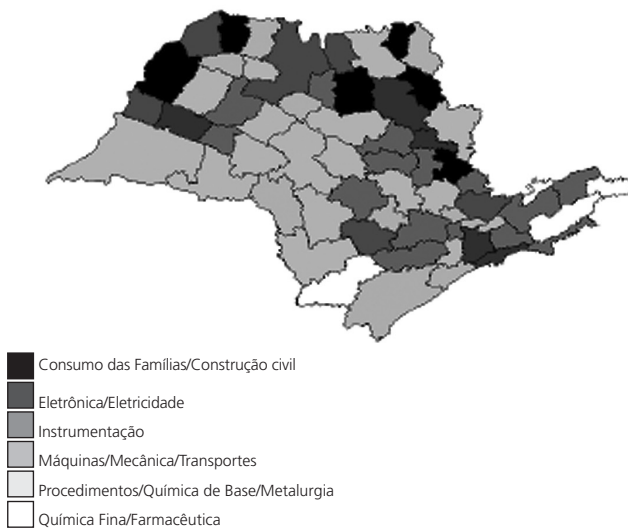 Consumo das Famílias/Construção civil
Eletrônica/Eletricidade
Instrumentação
Máquinas/Mecânica/Transportes
Procedimentos/Química de Base/Metalurgia
Química Fina/Farmacêutica